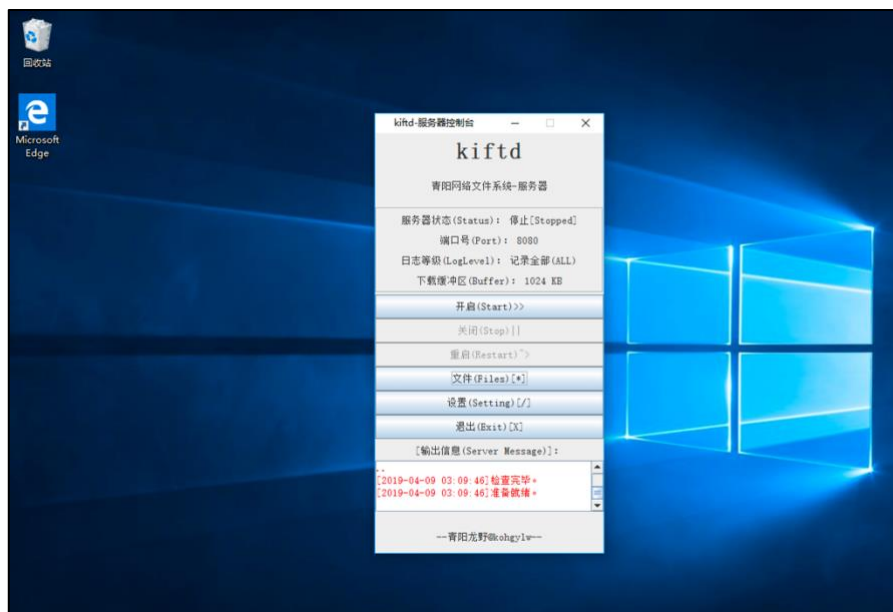 回收站
Microsoft
Edge
kiftd-服务器控制台
kiftd
青阳网络文件系统-服务器
服务器状态(Status): 停止[Stopped]
端口号(Port): 8080
日志等级(LogLevel): 记录全部(ALL)
下载缓冲区(Buffer): 1024 KB
开启(Start)>>
关闭(Stop)||
重启(Restart)~>
文件(Files)[*]
设置(Setting)[/]
退出(Exit)[X]
[输出信息(Server Message)]:
..
[2019-04-09 03:09:46]检查完毕。
[2019-04-09 03:09:46]准备就绪。
--青阳龙野@kohgylw--